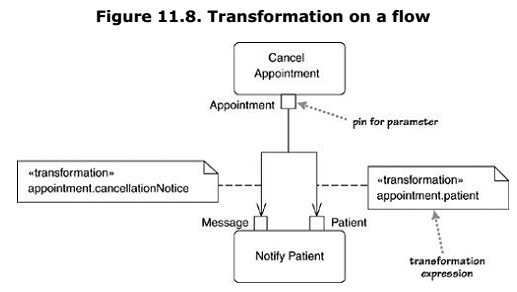 Figure 11.8. Transformation on a flow
Cancel
Appointment
Appointment
pin for parameter
«transformation»
appointment.cancellationNotice
«transformation»
appointment.patient
Message
Patient
Notify Patient
transformation
expression